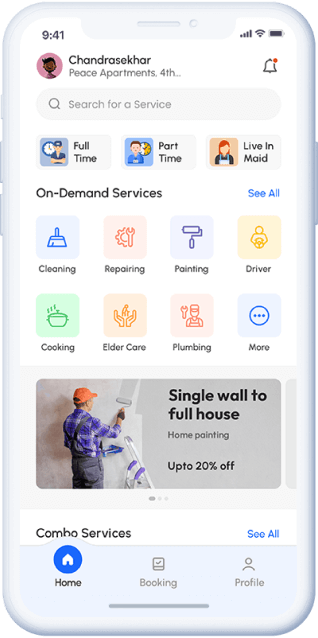 9:41
Chandrasekhar
Peace Apartments, 4th...
Search for a Service
Full
Time
Part
Time
Live In
Maid
On-Demand Services
See All
Cleaning
Repairing
Painting
Driver
Cooking
Elder Care
Plumbing
More
Single wall to
full house
Home painting
Upto 20% off
Combo Services
See All
Home
Booking
Profile